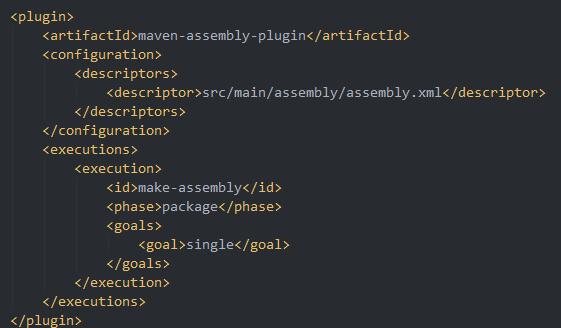 <plugin>
    <artifactId>maven-assembly-plugin</artifactId>
    <configuration>
        <descriptors>
            <descriptor>src/main/assembly/assembly.xml</descriptor>
        </descriptors>
    </configuration>
    <executions>
        <execution>
            <id>make-assembly</id>
            <phase>package</phase>
            <goals>
                <goal>single</goal>
            </goals>
        </execution>
    </executions>
</plugin>